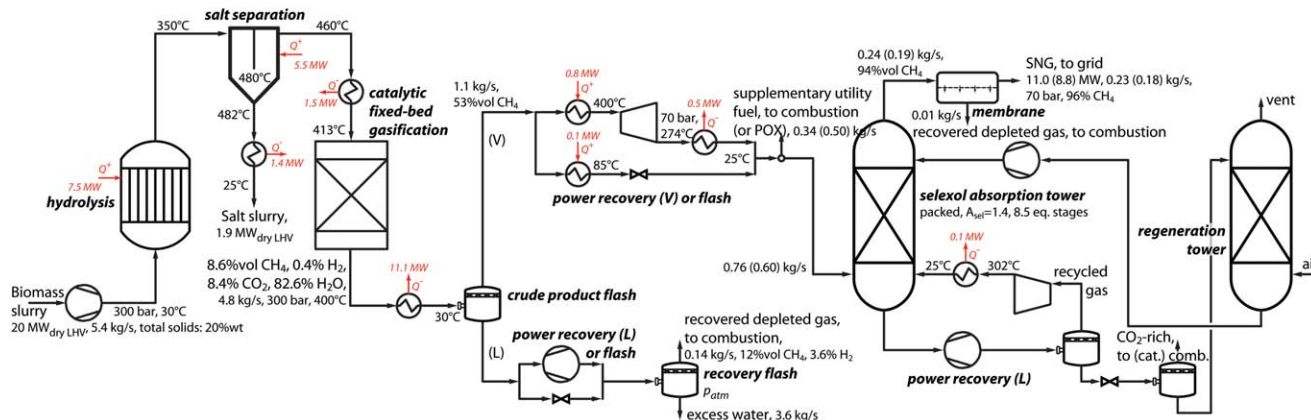 salt separation
350°C
460°C
Q⁺
5.5 MW
480°C
Q⁻
1.5 MW
catalytic
fixed-bed
gasification
482°C
413°C
Q⁻
1.4 MW
25°C
Salt slurry,
1.9 MWdry LHV
Q⁺
7.5 MW
hydrolysis
Biomass
slurry
300 bar, 30°C
20 MWdry LHV, 5.4 kg/s, total solids: 20%wt
8.6%vol CH₄, 0.4% H₂,
8.4% CO₂, 82.6% H₂O,
4.8 kg/s, 300 bar, 400°C
11.1 MW
Q⁻
30°C
crude product flash
1.1 kg/s,
53%vol CH₄
(V)
(L)
0.8 MW
Q⁺
400°C
70 bar,
274°C
0.5 MW
Q⁻
0.1 MW
Q⁺
85°C
25°C
power recovery (V) or flash
supplementary utility
fuel, to combustion
(or POX), 0.34 (0.50) kg/s
0.76 (0.60) kg/s
power recovery (L)
or flash
recovered depleted gas,
to combustion,
0.14 kg/s, 12%vol CH₄, 3.6% H₂
recovery flash
patm
excess water, 3.6 kg/s
0.24 (0.19) kg/s,
94%vol CH₄
SNG, to grid
11.0 (8.8) MW, 0.23 (0.18) kg/s,
70 bar, 96% CH₄
membrane
0.01 kg/s
recovered depleted gas, to combustion
selexol absorption tower
packed, Asel=1.4, 8.5 eq. stages
0.1 MW
Q⁻
25°C
302°C
recycled
gas
power recovery (L)
CO₂-rich,
to (cat.) comb.
vent
regeneration
tower